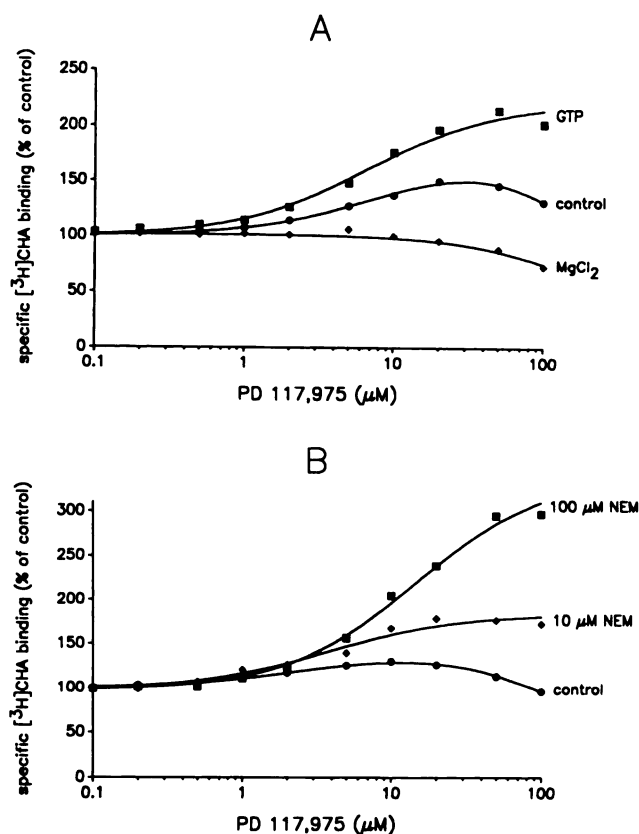 A
specific [³H]CHA binding (% of control)
250
200
150
100
50
0
GTP
control
MgCl₂
0.1
1
10
100
PD 117,975 (μM)
B
specific [³H]CHA binding (% of control)
300
250
200
150
100
50
0
100 μM NEM
10 μM NEM
control
0.1
1
10
100
PD 117,975 (μM)